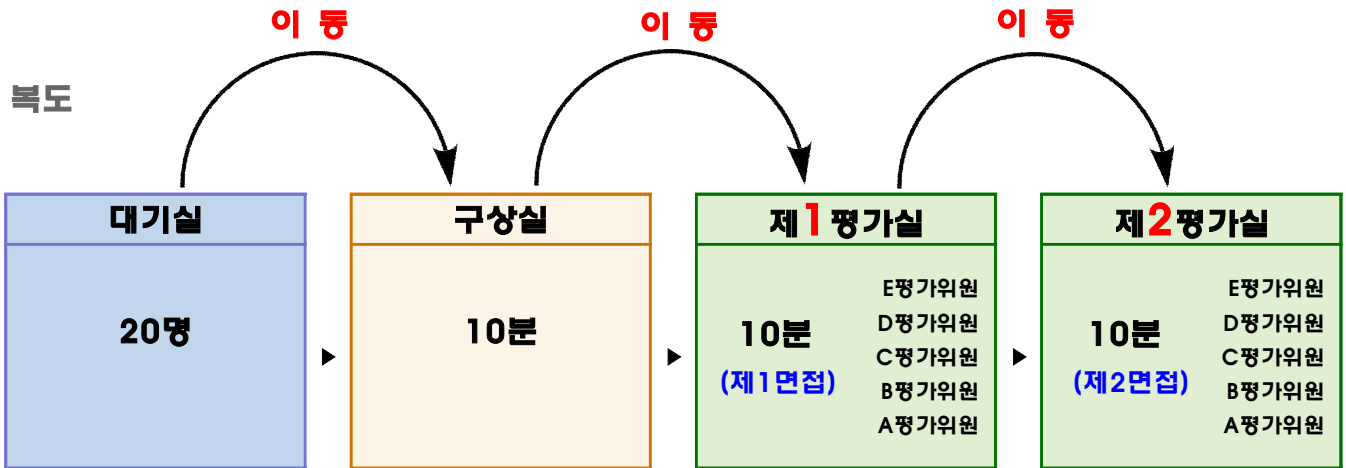 이 동
이 동
이 동
복도
대기실
20명
구상실
10분
제1평가실
10분
(제1면접)
E평가위원
D평가위원
C평가위원
B평가위원
A평가위원
제2평가실
10분
(제2면접)
E평가위원
D평가위원
C평가위원
B평가위원
A평가위원